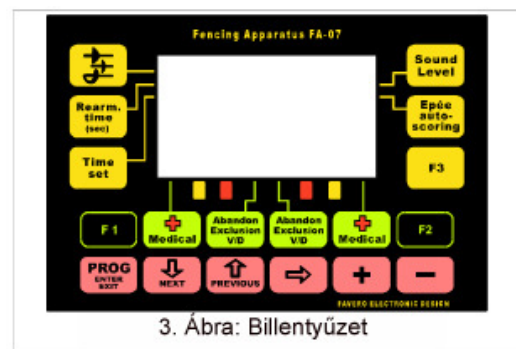 Fencing Apparatus FA-07
Sound
Level
Rearm.
time
(sec)
Epée
auto-
scoring
Time
set
F3
F 1
Medical
Abandon
Exclusion
V/D
Abandon
Exclusion
V/D
Medical
F2
PROG
ENTER
EXIT
NEXT
PREVIOUS
+
−
FAVERO ELECTRONIC DESIGN
3. Ábra: Billentyűzet